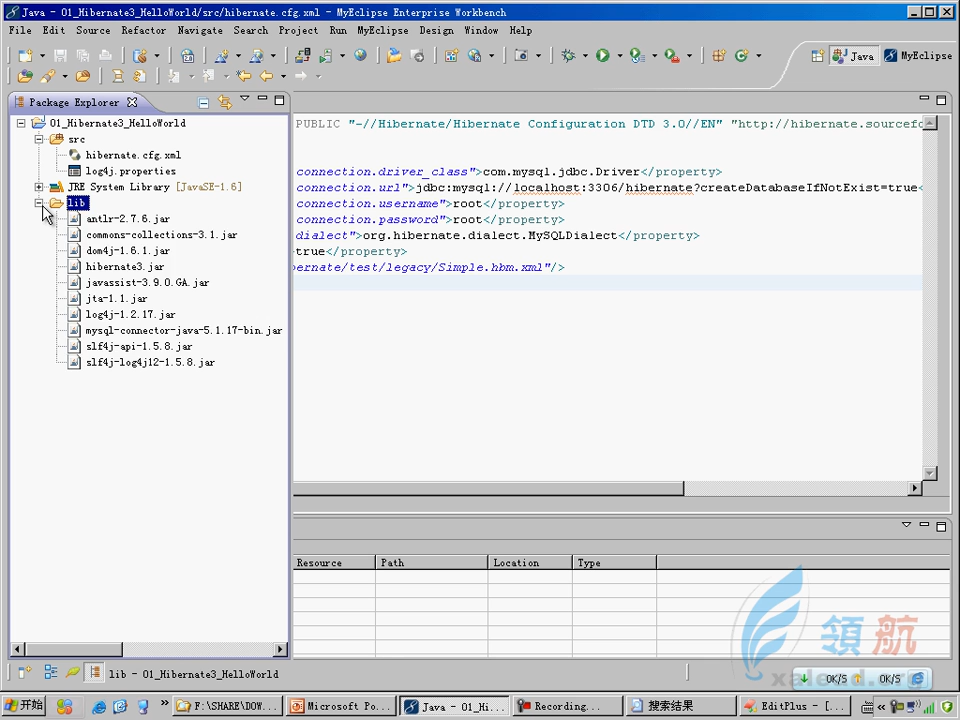 Java - 01_Hibernate3_HelloWorld/src/hibernate.cfg.xml - MyEclipse Enterprise Workbench
File Edit Source Refactor Navigate Search Project Run MyEclipse Design Window Help
Java MyEclipse
Package Explorer
01_Hibernate3_HelloWorld
src
hibernate.cfg.xml
log4j.properties
JRE System Library [JavaSE-1.6]
lib
antlr-2.7.6.jar
commons-collections-3.1.jar
dom4j-1.6.1.jar
hibernate3.jar
javassist-3.9.0.GA.jar
jta-1.1.jar
log4j-1.2.17.jar
mysql-connector-java-5.1.17-bin.jar
slf4j-api-1.5.8.jar
slf4j-log4j12-1.5.8.jar
PUBLIC "-//Hibernate/Hibernate Configuration DTD 3.0//EN" "http://hibernate.sourcefo
connection.driver_class">com.mysql.jdbc.Driver</property>
connection.url">jdbc:mysql://localhost:3306/hibernate?createDatabaseIfNotExist=true<
connection.username">root</property>
connection.password">root</property>
dialect">org.hibernate.dialect.MySQLDialect</property>
true</property>
bernate/test/legacy/Simple.hbm.xml"/>
Resource Path Location Type
領航
lib - 01_Hibernate3_HelloWorld
0K/S 0K/S
开始 F:\SHARE\DOW... Microsoft Po... Java - 01_Hi... Recording... 搜索结果 EditPlus - [...